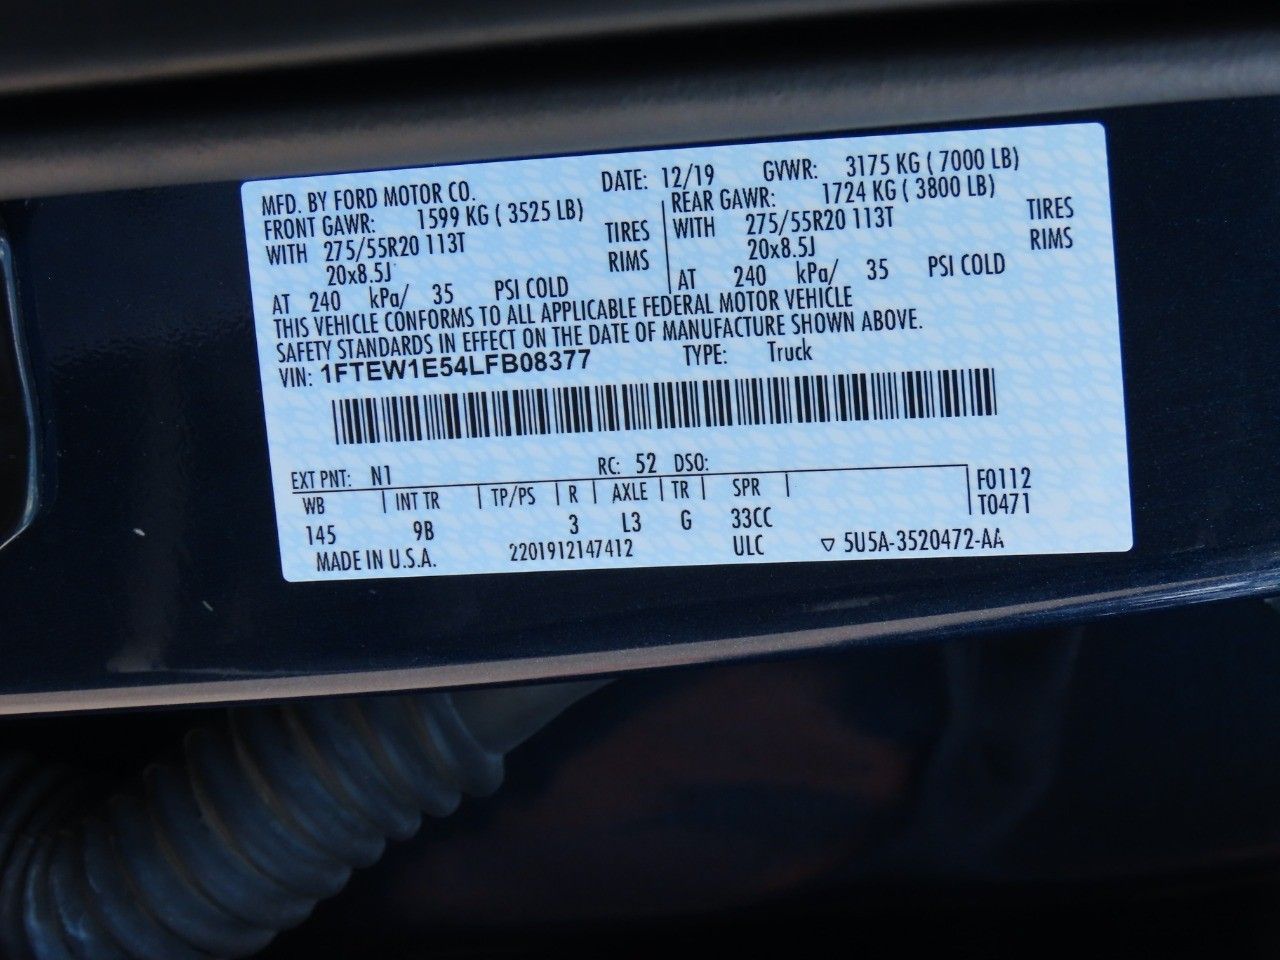 MFD. BY FORD MOTOR CO. DATE: 12/19 GVWR: 3175 KG ( 7000 LB)
FRONT GAWR: 1599 KG ( 3525 LB) REAR GAWR: 1724 KG ( 3800 LB)
WITH 275/55R20 113T TIRES WITH 275/55R20 113T TIRES
20x8.5J RIMS 20x8.5J RIMS
AT 240 kPa/ 35 PSI COLD AT 240 kPa/ 35 PSI COLD
THIS VEHICLE CONFORMS TO ALL APPLICABLE FEDERAL MOTOR VEHICLE
SAFETY STANDARDS IN EFFECT ON THE DATE OF MANUFACTURE SHOWN ABOVE.
VIN: 1FTEW1E54LFB08377 TYPE: Truck
EXT PNT: N1 RC: 52 DSO:
WB INT TR TP/PS R AXLE TR SPR F0112
145 9B 3 L3 G 33CC T0471
MADE IN U.S.A. 2201912147412 ULC ▽ 5U5A-3520472-AA